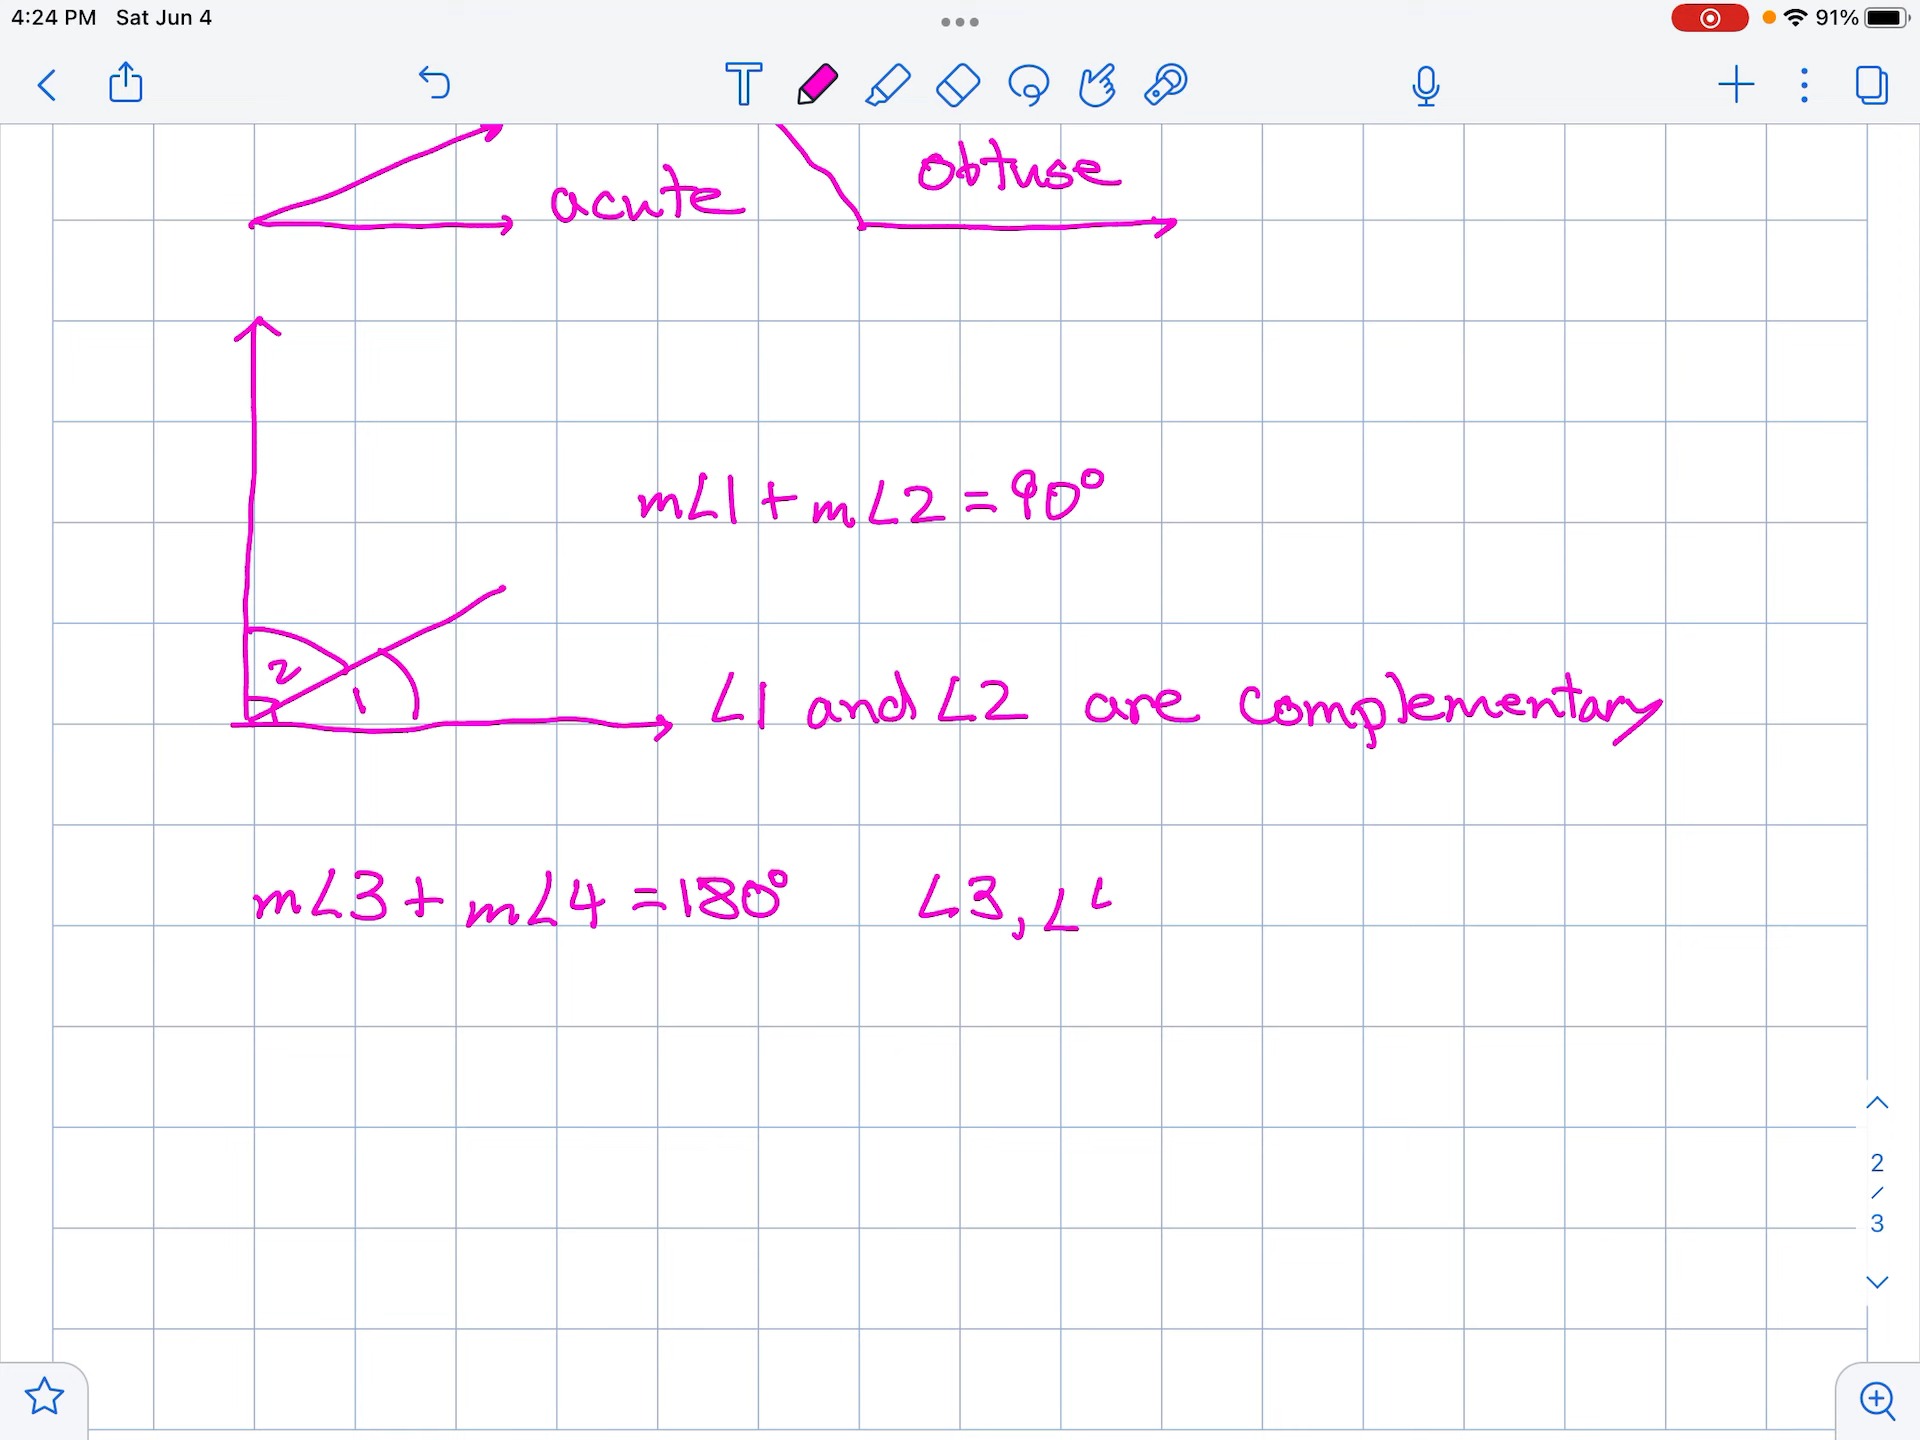 4:24 PM Sat Jun 4
91%
T
acute
obtuse
m∠1 + m∠2 = 90°
2
1
∠1 and ∠2 are complementary
m∠3 + m∠4 = 180° ∠3, ∠
2
/
3